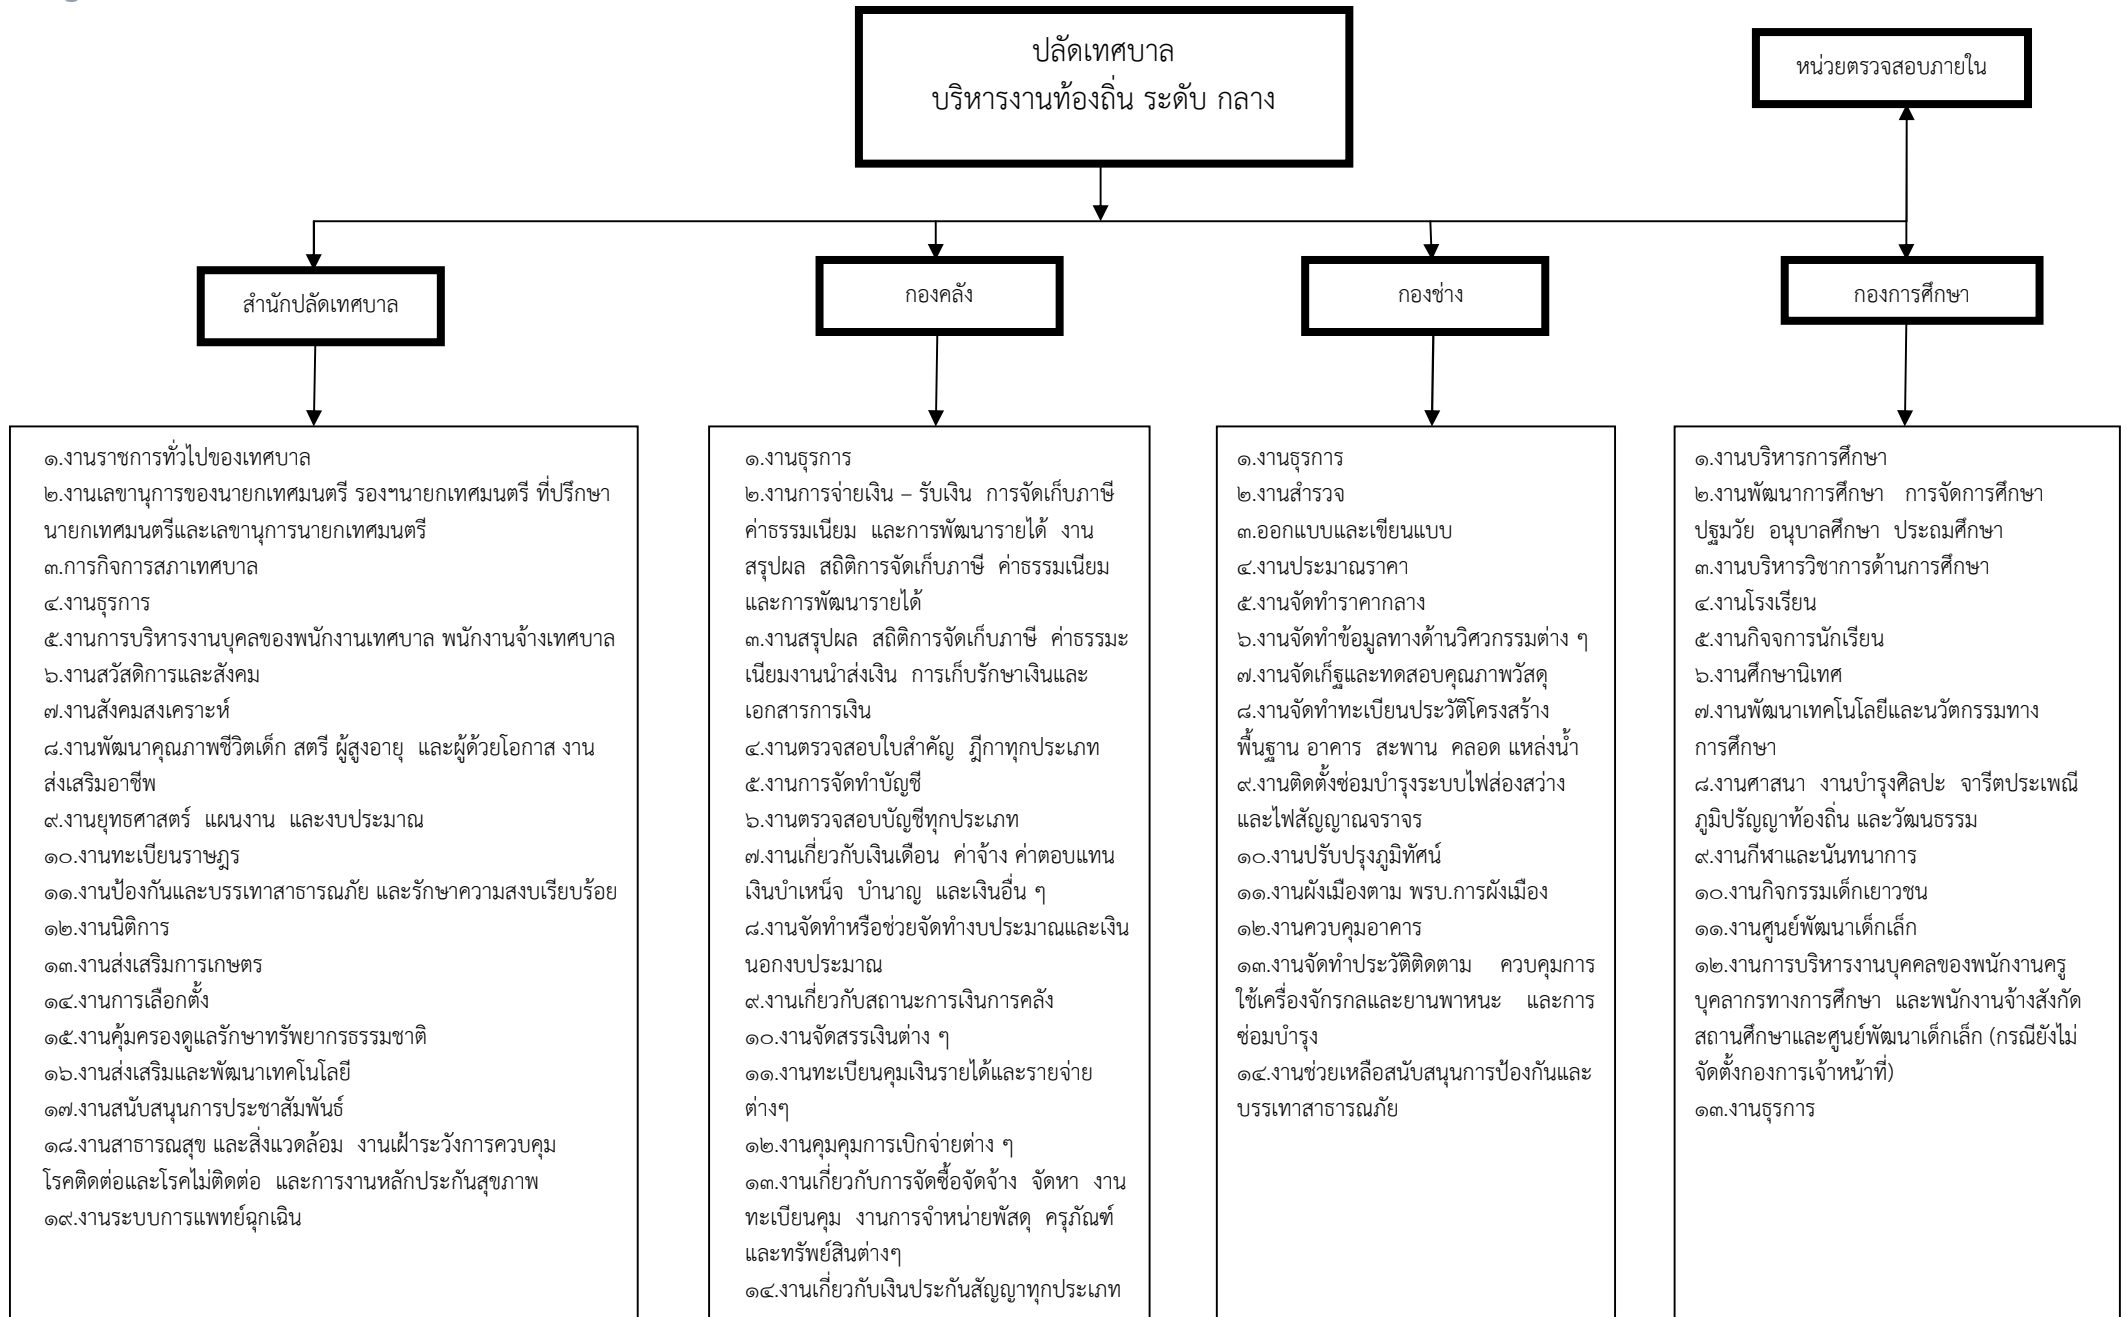 ปลัดเทศบาล
บริหารงานท้องถิ่น ระดับ กลาง
หน่วยตรวจสอบภายใน
สำนักปลัดเทศบาล
กองคลัง
กองช่าง
กองการศึกษา
๑.งานราชการทั่วไปของเทศบาล
๒.งานเลขานุการของนายกเทศมนตรี รองฯนายกเทศมนตรี ที่ปรึกษา
นายกเทศมนตรีและเลขานุการนายกเทศมนตรี
๓.การกิจการสภาเทศบาล
๔.งานธุรการ
๕.งานการบริหารงานบุคลของพนักงานเทศบาล พนักงานจ้างเทศบาล
๖.งานสวัสดิการและสังคม
๗.งานสังคมสงเคราะห์
๘.งานพัฒนาคุณภาพชีวิตเด็ก สตรี ผู้สูงอายุ และผู้ด้วยโอกาส งาน
ส่งเสริมอาชีพ
๙.งานยุทธศาสตร์ แผนงาน และงบประมาณ
๑๐.งานทะเบียนราษฎร
๑๑.งานป้องกันและบรรเทาสาธารณภัย และรักษาความสงบเรียบร้อย
๑๒.งานนิติการ
๑๓.งานส่งเสริมการเกษตร
๑๔.งานการเลือกตั้ง
๑๕.งานคุ้มครองดูแลรักษาทรัพยากรธรรมชาติ
๑๖.งานส่งเสริมและพัฒนาเทคโนโลยี
๑๗.งานสนับสนุนการประชาสัมพันธ์
๑๘.งานสาธารณสุข และสิ่งแวดล้อม งานเฝ้าระวังการควบคุม
โรคติดต่อและโรคไม่ติดต่อ และการงานหลักประกันสุขภาพ
๑๙.งานระบบการแพทย์ฉุกเฉิน
๑.งานธุรการ
๒.งานการจ่ายเงิน – รับเงิน การจัดเก็บภาษี
ค่าธรรมเนียม และการพัฒนารายได้ งาน
สรุปผล สถิติการจัดเก็บภาษี ค่าธรรมเนียม
และการพัฒนารายได้
๓.งานสรุปผล สถิติการจัดเก็บภาษี ค่าธรรมะ
เนียมงานนำส่งเงิน การเก็บรักษาเงินและ
เอกสารการเงิน
๔.งานตรวจสอบใบสำคัญ ฎีกาทุกประเภท
๕.งานการจัดทำบัญชี
๖.งานตรวจสอบบัญชีทุกประเภท
๗.งานเกี่ยวกับเงินเดือน ค่าจ้าง ค่าตอบแทน
เงินบำเหน็จ บำนาญ และเงินอื่น ๆ
๘.งานจัดทำหรือช่วยจัดทำงบประมาณและเงิน
นอกงบประมาณ
๙.งานเกี่ยวกับสถานะการเงินการคลัง
๑๐.งานจัดสรรเงินต่าง ๆ
๑๑.งานทะเบียนคุมเงินรายได้และรายจ่าย
ต่างๆ
๑๒.งานคุมคุมการเบิกจ่ายต่าง ๆ
๑๓.งานเกี่ยวกับการจัดซื้อจัดจ้าง จัดหา งาน
ทะเบียนคุม งานการจำหน่ายพัสดุ ครุภัณฑ์
และทรัพย์สินต่างๆ
๑๔.งานเกี่ยวกับเงินประกันสัญญาทุกประเภท
๑.งานธุรการ
๒.งานสำรวจ
๓.ออกแบบและเขียนแบบ
๔.งานประมาณราคา
๕.งานจัดทำราคากลาง
๖.งานจัดทำข้อมูลทางด้านวิศวกรรมต่าง ๆ
๗.งานจัดเก็ฐและทดสอบคุณภาพวัสดุ
๘.งานจัดทำทะเบียนประวัติโครงสร้าง
พื้นฐาน อาคาร สะพาน คลอด แหล่งน้ำ
๙.งานติดตั้งซ่อมบำรุงระบบไฟส่องสว่าง
และไฟสัญญาณจราจร
๑๐.งานปรับปรุงภูมิทัศน์
๑๑.งานผังเมืองตาม พรบ.การผังเมือง
๑๒.งานควบคุมอาคาร
๑๓.งานจัดทำประวัติติดตาม ควบคุมการ
ใช้เครื่องจักรกลและยานพาหนะ และการ
ซ่อมบำรุง
๑๔.งานช่วยเหลือสนับสนุนการป้องกันและ
บรรเทาสาธารณภัย
๑.งานบริหารการศึกษา
๒.งานพัฒนาการศึกษา การจัดการศึกษา
ปฐมวัย อนุบาลศึกษา ประถมศึกษา
๓.งานบริหารวิชาการด้านการศึกษา
๔.งานโรงเรียน
๕.งานกิจจการนักเรียน
๖.งานศึกษานิเทศ
๗.งานพัฒนาเทคโนโลยีและนวัตกรรมทาง
การศึกษา
๘.งานศาสนา งานบำรุงศิลปะ จารีตประเพณี
ภูมิปรัญญาท้องถิ่น และวัฒนธรรม
๙.งานกีฬาและนันทนาการ
๑๐.งานกิจกรรมเด็กเยาวชน
๑๑.งานศูนย์พัฒนาเด็กเล็ก
๑๒.งานการบริหารงานบุคคลของพนักงานครู
บุคลากรทางการศึกษา และพนักงานจ้างสังกัด
สถานศึกษาและศูนย์พัฒนาเด็กเล็ก (กรณียังไม่
จัดตั้งกองการเจ้าหน้าที่)
๑๓.งานธุรการ